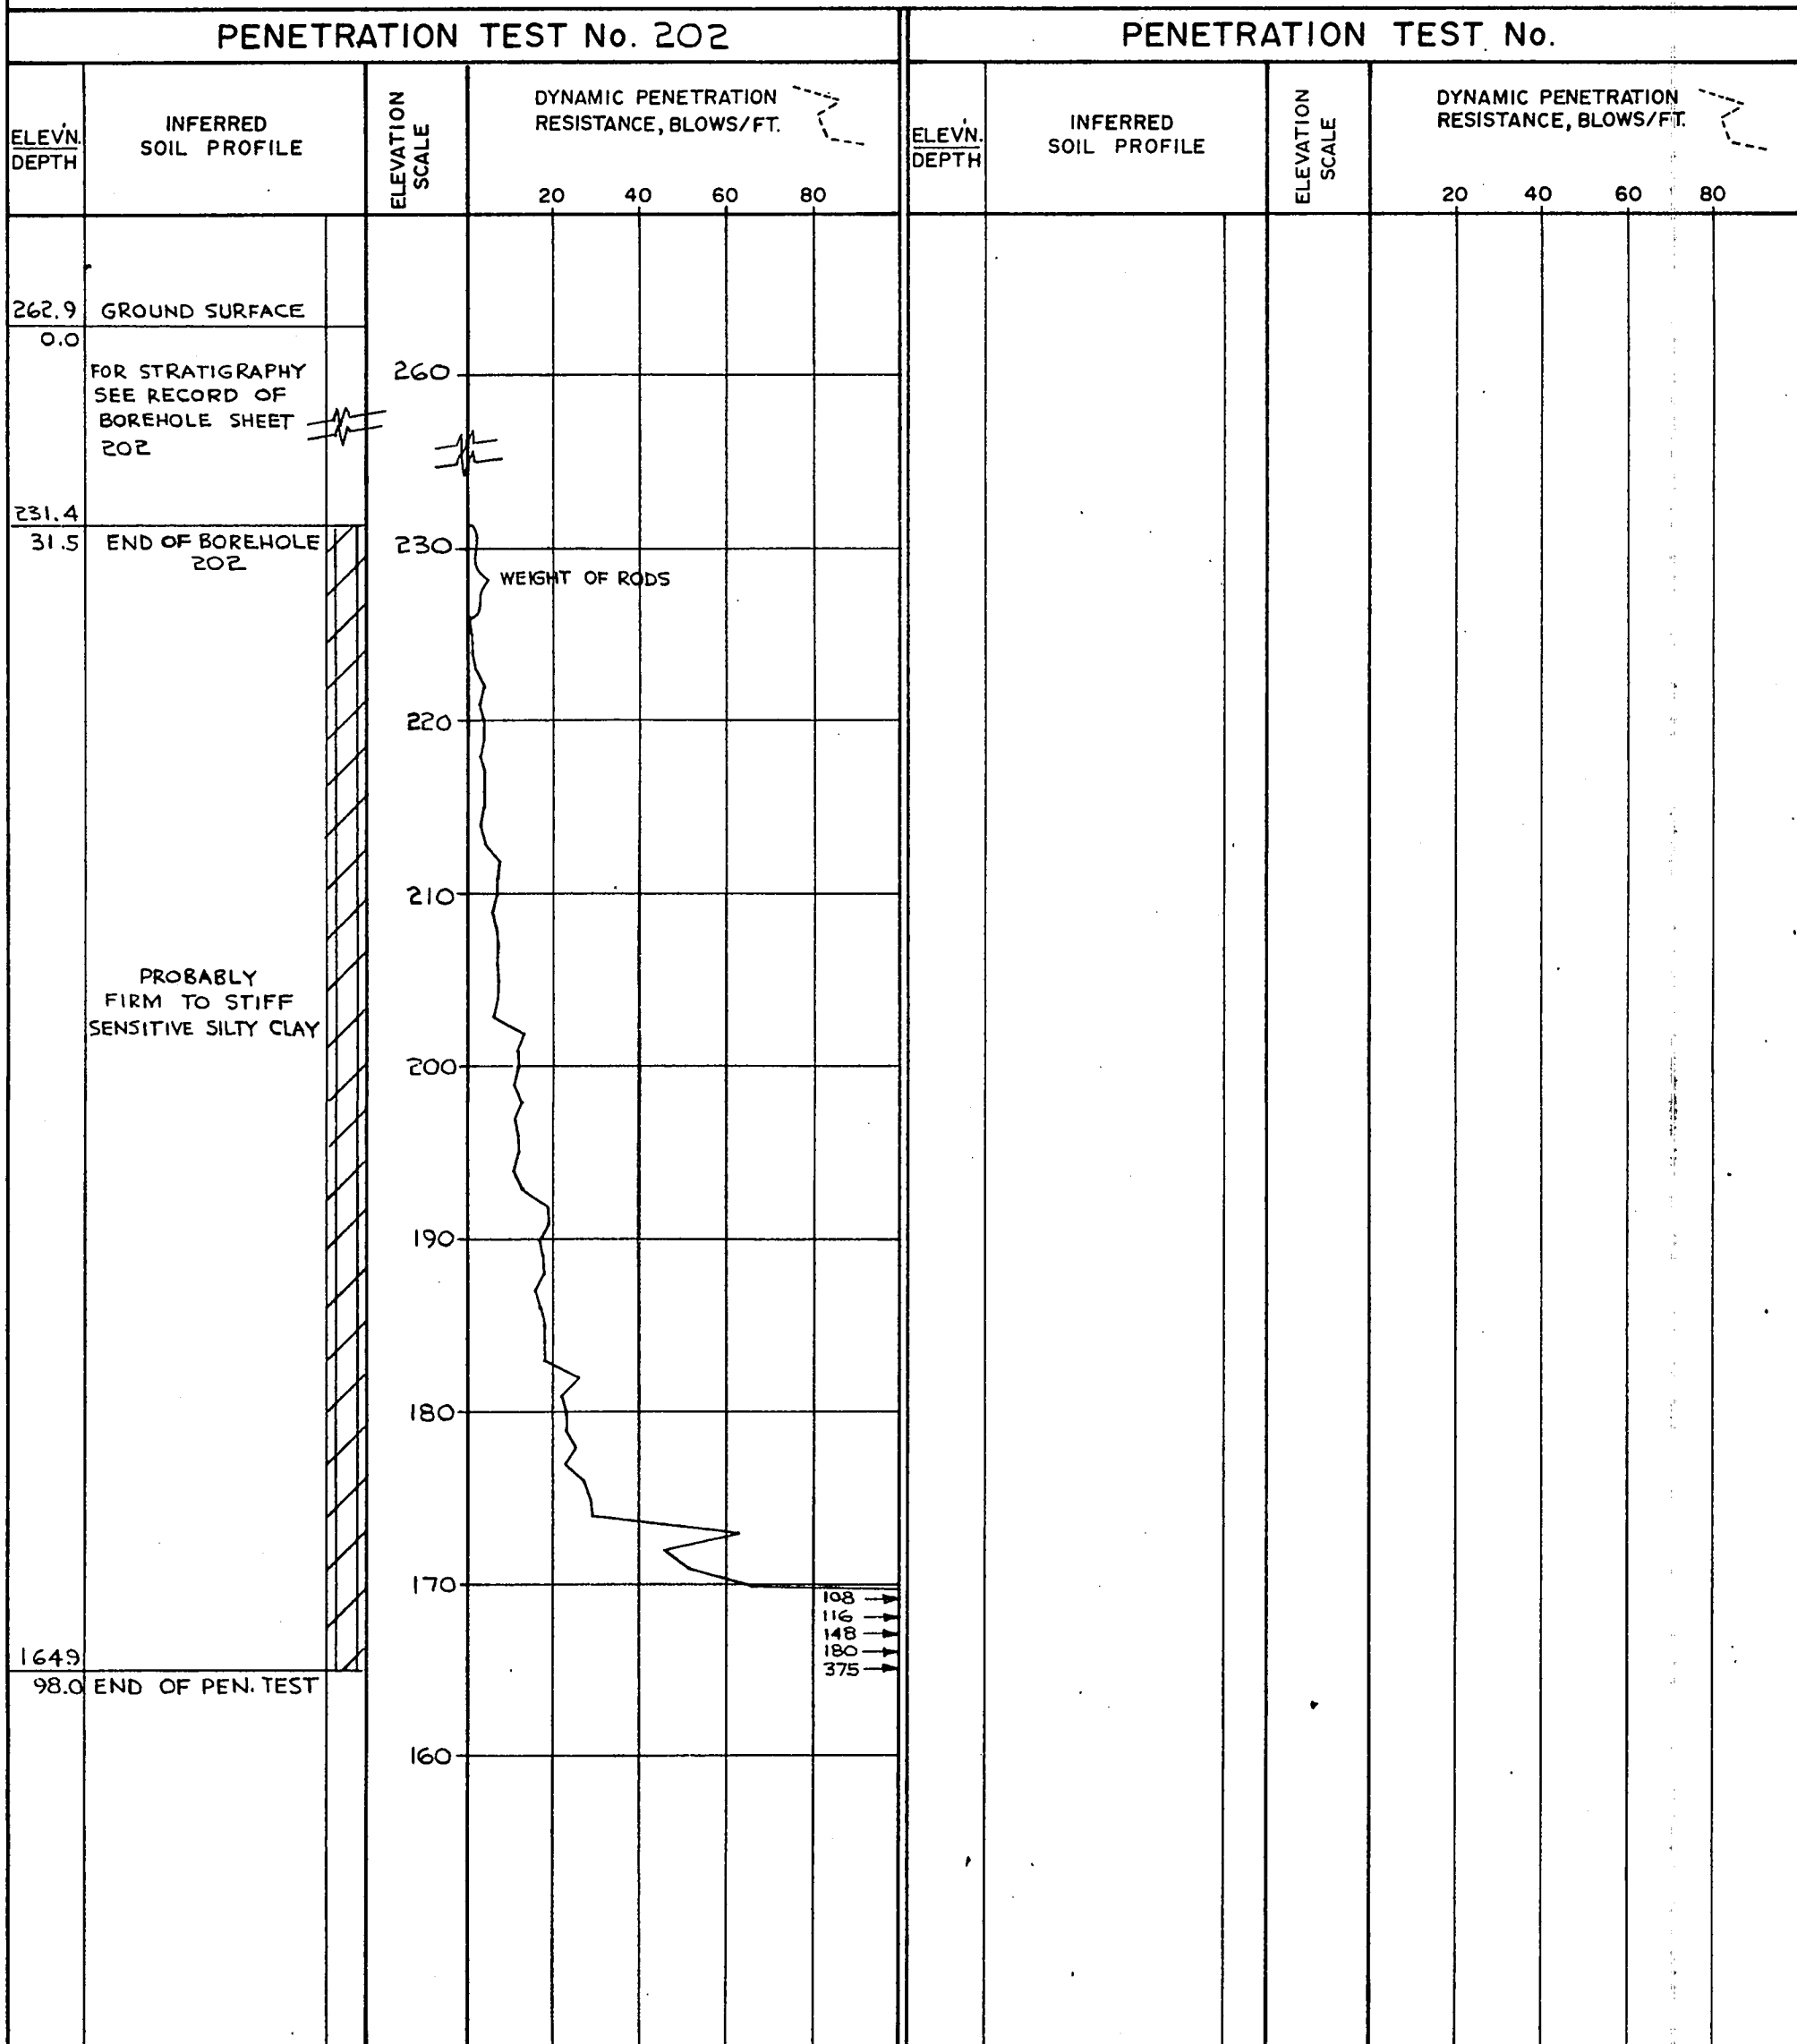 PENETRATION TEST No. 202
ELEV'N.
DEPTH
INFERRED
SOIL PROFILE
ELEVATION
SCALE
DYNAMIC PENETRATION
RESISTANCE, BLOWS/FT.
20 40 60 80
262.9 GROUND SURFACE
0.0
FOR STRATIGRAPHY
SEE RECORD OF
BOREHOLE SHEET
202
260
231.4
31.5 END OF BOREHOLE
202
230
WEIGHT OF RODS
220
210
PROBABLY
FIRM TO STIFF
SENSITIVE SILTY CLAY
200
190
180
170
108
116
148
180
375
164.9
98.0 END OF PEN. TEST
160
PENETRATION TEST No.
ELEV'N.
DEPTH
INFERRED
SOIL PROFILE
ELEVATION
SCALE
DYNAMIC PENETRATION
RESISTANCE, BLOWS/FT.
20 40 60 80